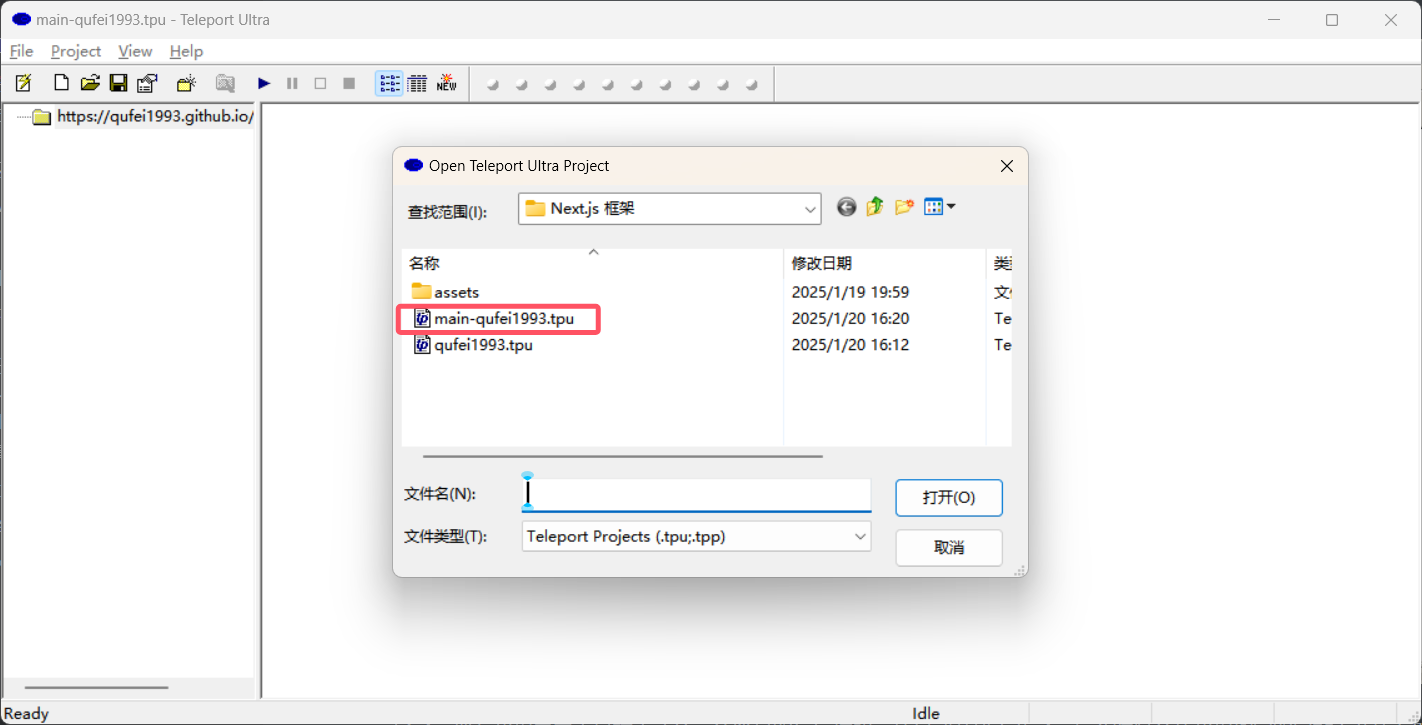 main-qufei1993.tpu - Teleport Ultra
File Project View Help
NEW
https://qufei1993.github.io/
Open Teleport Ultra Project
查找范围(I): Next.js 框架
名称 修改日期 类型
assets 2025/1/19 19:59 文
main-qufei1993.tpu 2025/1/20 16:20 Te
qufei1993.tpu 2025/1/20 16:12 Te
文件名(N): 打开(O)
文件类型(T): Teleport Projects (.tpu;.tpp)
取消
Ready Idle